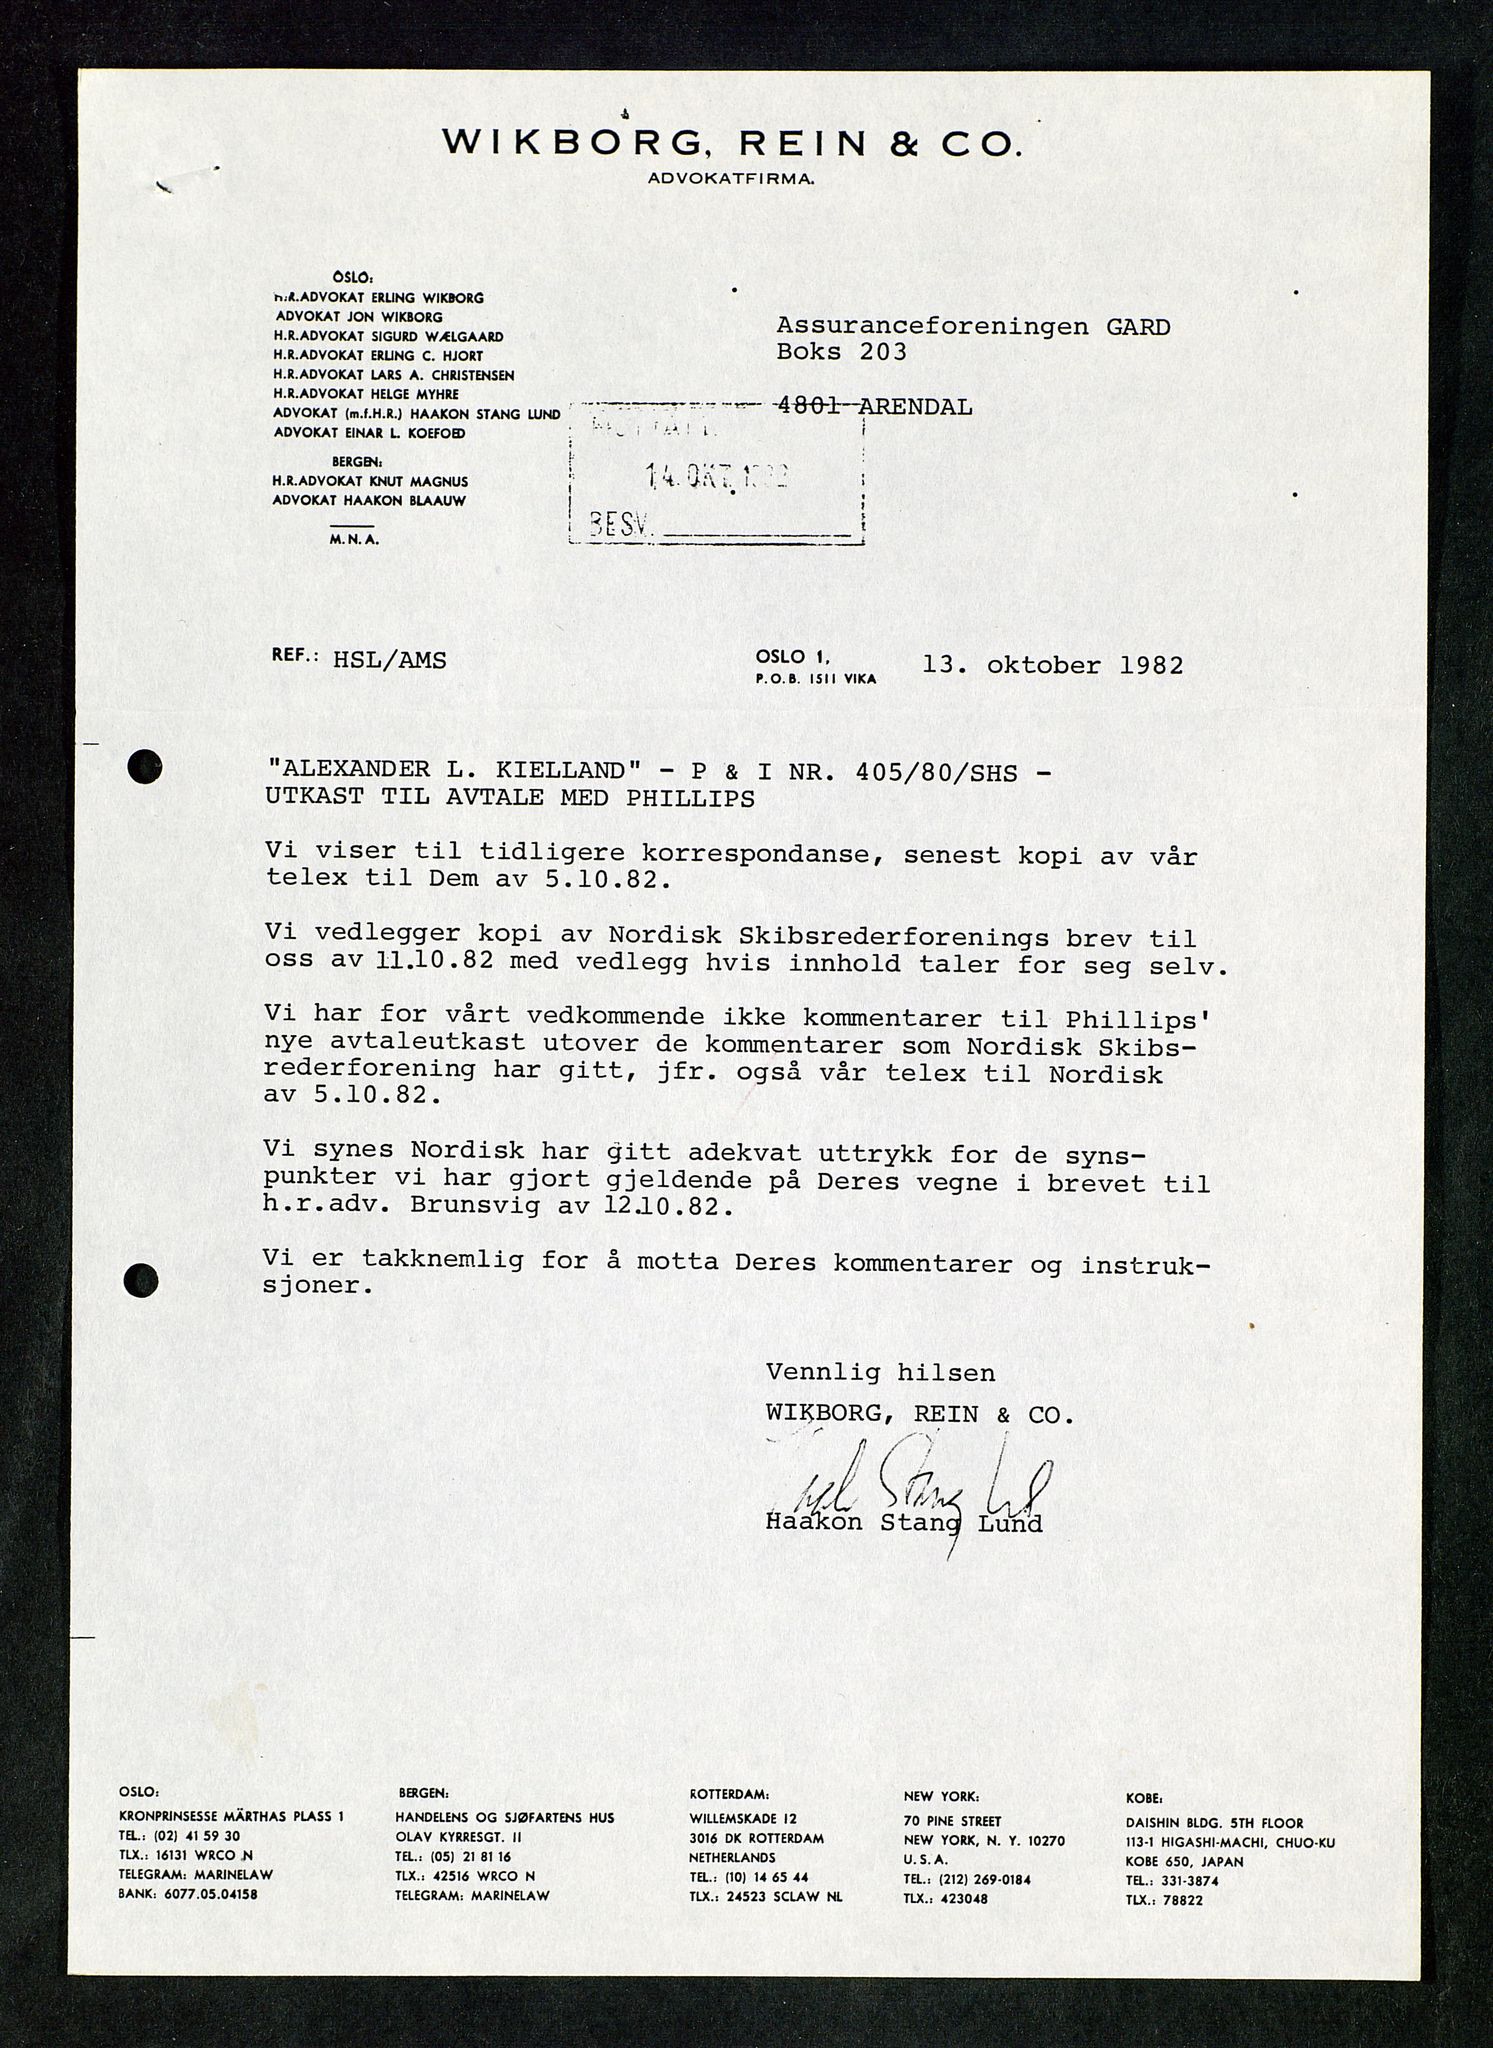 WIKBORG, REIN & CO.
ADVOKATFIRMA.
OSLO:
H.R.ADVOKAT ERLING WIKBORG
ADVOKAT JON WIKBORG
H.R.ADVOKAT SIGURD WÆLGAARD
H.R.ADVOKAT ERLING C. HJORT
H.R.ADVOKAT LARS A. CHRISTENSEN
H.R.ADVOKAT HELGE MYHRE
ADVOKAT (m.f.H.R.) HAAKON STANG LUND
ADVOKAT EINAR L. KOEFOED
BERGEN:
H.R.ADVOKAT KNUT MAGNUS
ADVOKAT HAAKON BLAAUW
M.N.A.
Assuranceforeningen GARD
Boks 203
4801 ARENDAL
MOTTATT
14. OKT. 1982
BESV.
REF.: HSL/AMS
OSLO 1,
P.O.B. 1511 VIKA
13. oktober 1982
"ALEXANDER L. KIELLAND" - P & I NR. 405/80/SHS -
UTKAST TIL AVTALE MED PHILLIPS
Vi viser til tidligere korrespondanse, senest kopi av vår
telex til Dem av 5.10.82.
Vi vedlegger kopi av Nordisk Skibsrederforenings brev til
oss av 11.10.82 med vedlegg hvis innhold taler for seg selv.
Vi har for vårt vedkommende ikke kommentarer til Phillips'
nye avtaleutkast utover de kommentarer som Nordisk Skibs-
rederforening har gitt, jfr. også vår telex til Nordisk
av 5.10.82.
Vi synes Nordisk har gitt adekvat uttrykk for de syns-
punkter vi har gjort gjeldende på Deres vegne i brevet til
h.r.adv. Brunsvig av 12.10.82.
Vi er takknemlig for å motta Deres kommentarer og instruk-
sjoner.
Vennlig hilsen
WIKBORG, REIN & CO.
Haakon Stang Lund
Haakon Stang Lund
OSLO:
KRONPRINSESSE MÄRTHAS PLASS 1
TEL.: (02) 41 59 30
TLX.: 16131 WRCO N
TELEGRAM: MARINELAW
BANK: 6077.05.04158
BERGEN:
HANDELENS OG SJØFARTENS HUS
OLAV KYRRESGT. 11
TEL.: (05) 21 81 16
TLX.: 42516 WRCO N
TELEGRAM: MARINELAW
ROTTERDAM:
WILLEMSKADE 12
3016 DK ROTTERDAM
NETHERLANDS
TEL.: (10) 14 65 44
TLX.: 24523 SCLAW NL
NEW YORK:
70 PINE STREET
NEW YORK, N. Y. 10270
U.S.A.
TEL.: (212) 269-0184
TLX.: 423048
KOBE:
DAISHIN BLDG. 5TH FLOOR
113-1 HIGASHI-MACHI, CHUO-KU
KOBE 650, JAPAN
TEL.: 331-3874
TLX.: 78822